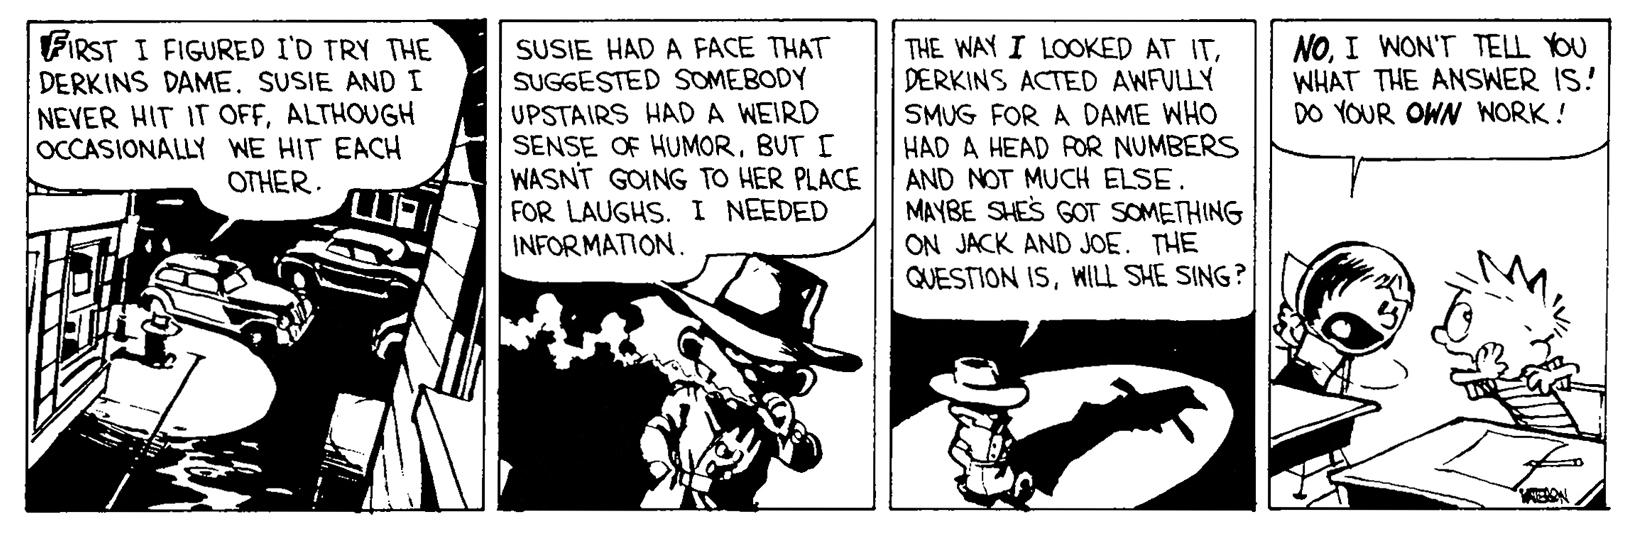 FIRST I FIGURED I'D TRY THE
DERKINS DAME. SUSIE AND I
NEVER HIT IT OFF, ALTHOUGH
OCCASIONALLY WE HIT EACH
OTHER.
SUSIE HAD A FACE THAT
SUGGESTED SOMEBODY
UPSTAIRS HAD A WEIRD
SENSE OF HUMOR, BUT I
WASN'T GOING TO HER PLACE
FOR LAUGHS. I NEEDED
INFORMATION.
THE WAY I LOOKED AT IT,
DERKINS ACTED AWFULLY
SMUG FOR A DAME WHO
HAD A HEAD FOR NUMBERS
AND NOT MUCH ELSE.
MAYBE SHE'S GOT SOMETHING
ON JACK AND JOE. THE
QUESTION IS, WILL SHE SING?
NO, I WON'T TELL YOU
WHAT THE ANSWER IS!
DO YOUR OWN WORK!
WATTERSON